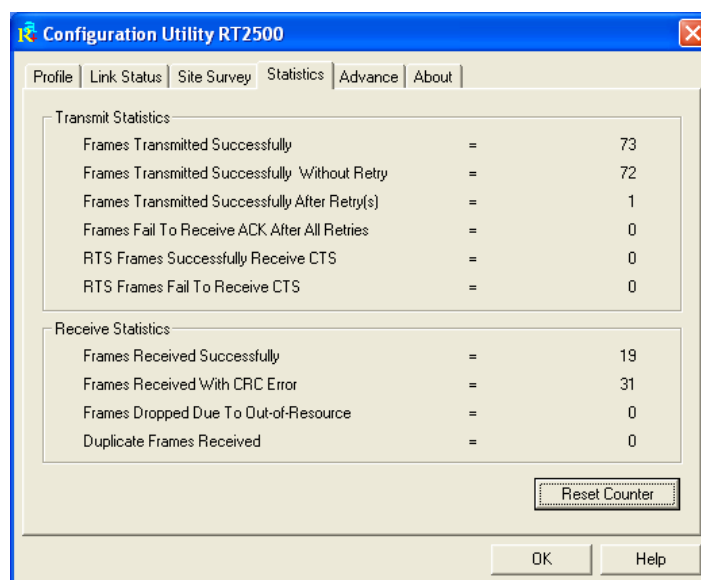 Configuration Utility RT2500
Profile Link Status Site Survey Statistics Advance About
Transmit Statistics
Frames Transmitted Successfully = 73
Frames Transmitted Successfully Without Retry = 72
Frames Transmitted Successfully After Retry(s) = 1
Frames Fail To Receive ACK After All Retries = 0
RTS Frames Successfully Receive CTS = 0
RTS Frames Fail To Receive CTS = 0
Receive Statistics
Frames Received Successfully = 19
Frames Received With CRC Error = 31
Frames Dropped Due To Out-of-Resource = 0
Duplicate Frames Received = 0
Reset Counter
OK Help